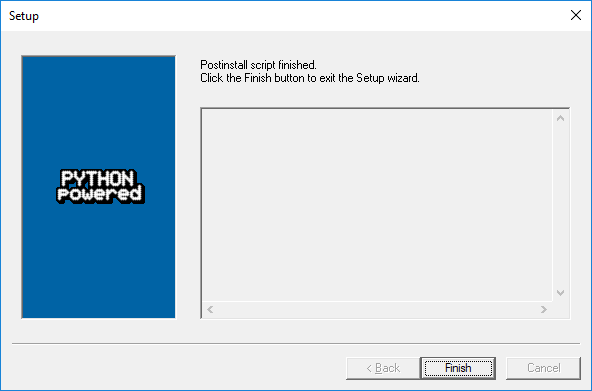 Setup
Postinstall script finished.
Click the Finish button to exit the Setup wizard.
PYTHON
powered
< Back
Finish
Cancel